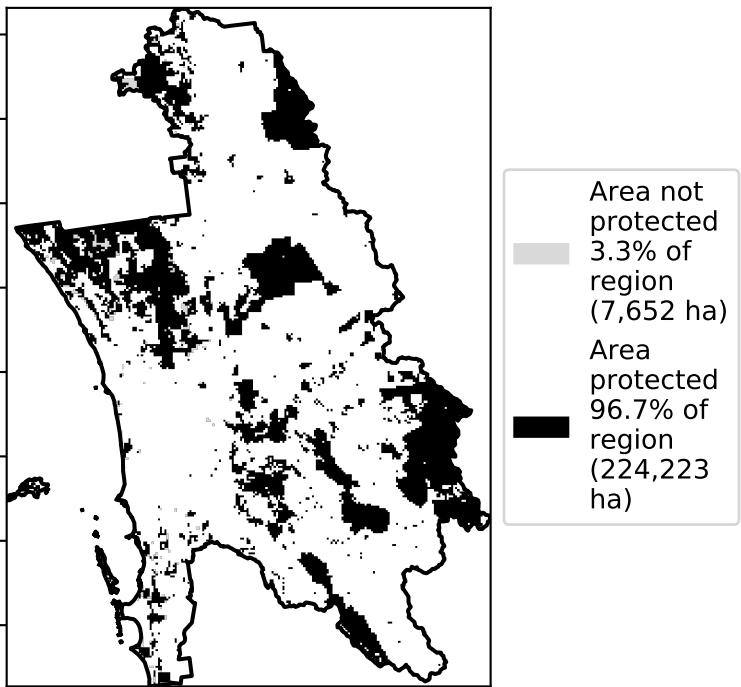 Area not
protected
3.3% of
region
(7,652 ha)
Area
protected
96.7% of
region
(224,223
ha)